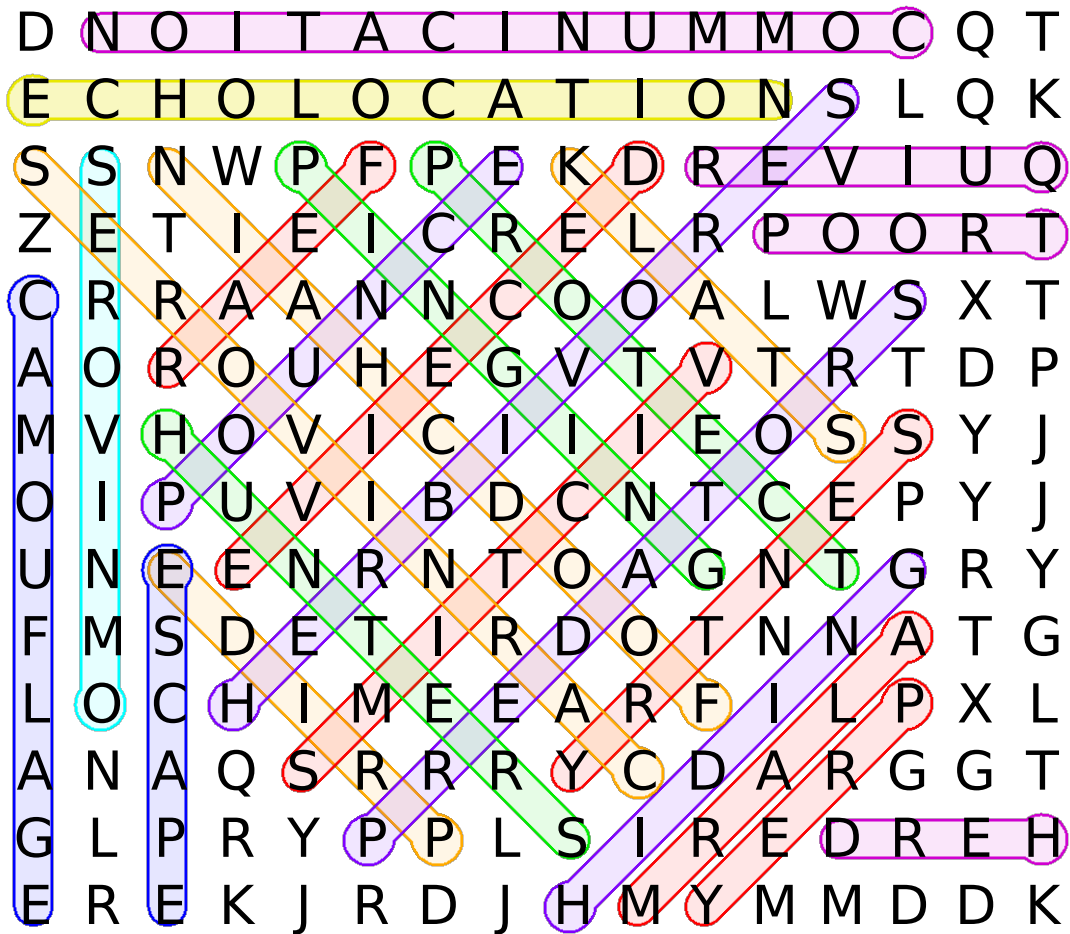 D N O I T A C I N U M M O C Q T
E C H O L O C A T I O N S L Q K
S S N W P F P E K D R E V I U Q
Z E T I E I C R E L R P O O R T
C R R A A N N C O O A L W S X T
A O R O U H E G V T V T R T D P
M V H O V I C I I I E O S S Y J
O I P U V I B D C N T C E P Y J
U N E E N R N T O A G N T G R Y
F M S D E T I R D O T N N A T G
L O C H I M E E A R F I L P X L
A N A Q S R R R Y C D A R G G T
G L P R Y P P L S I R E D R E H
E R E K J R D J H M Y M M D D K